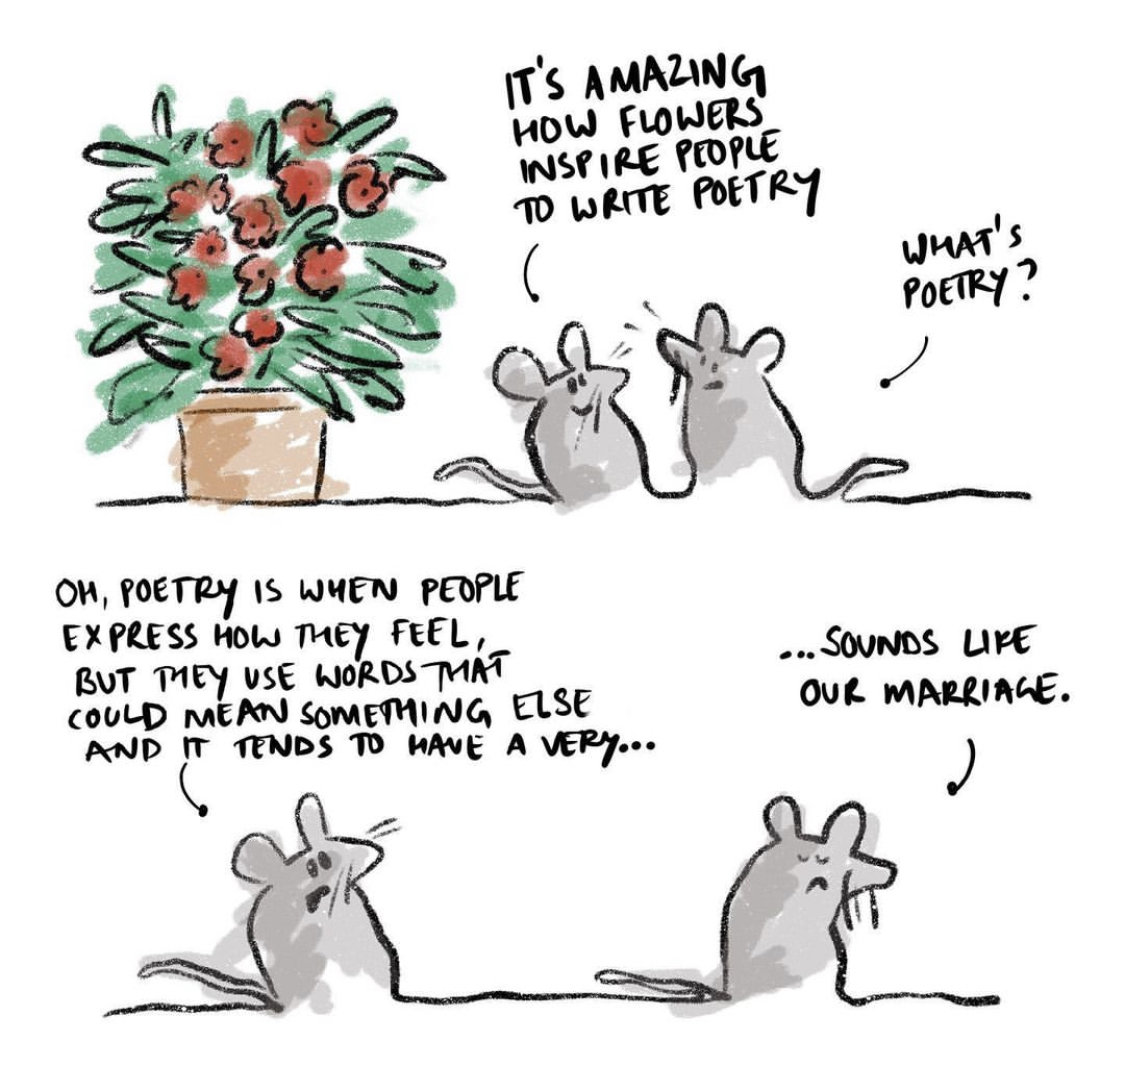 IT'S AMAZING
HOW FLOWERS
INSPIRE PEOPLE
TO WRITE POETRY
WHAT'S
POETRY?
OH, POETRY IS WHEN PEOPLE
EXPRESS HOW THEY FEEL,
BUT THEY USE WORDS THAT
COULD MEAN SOMETHING ELSE
AND IT TENDS TO HAVE A VERY...
...SOUNDS LIKE
OUR MARRIAGE.